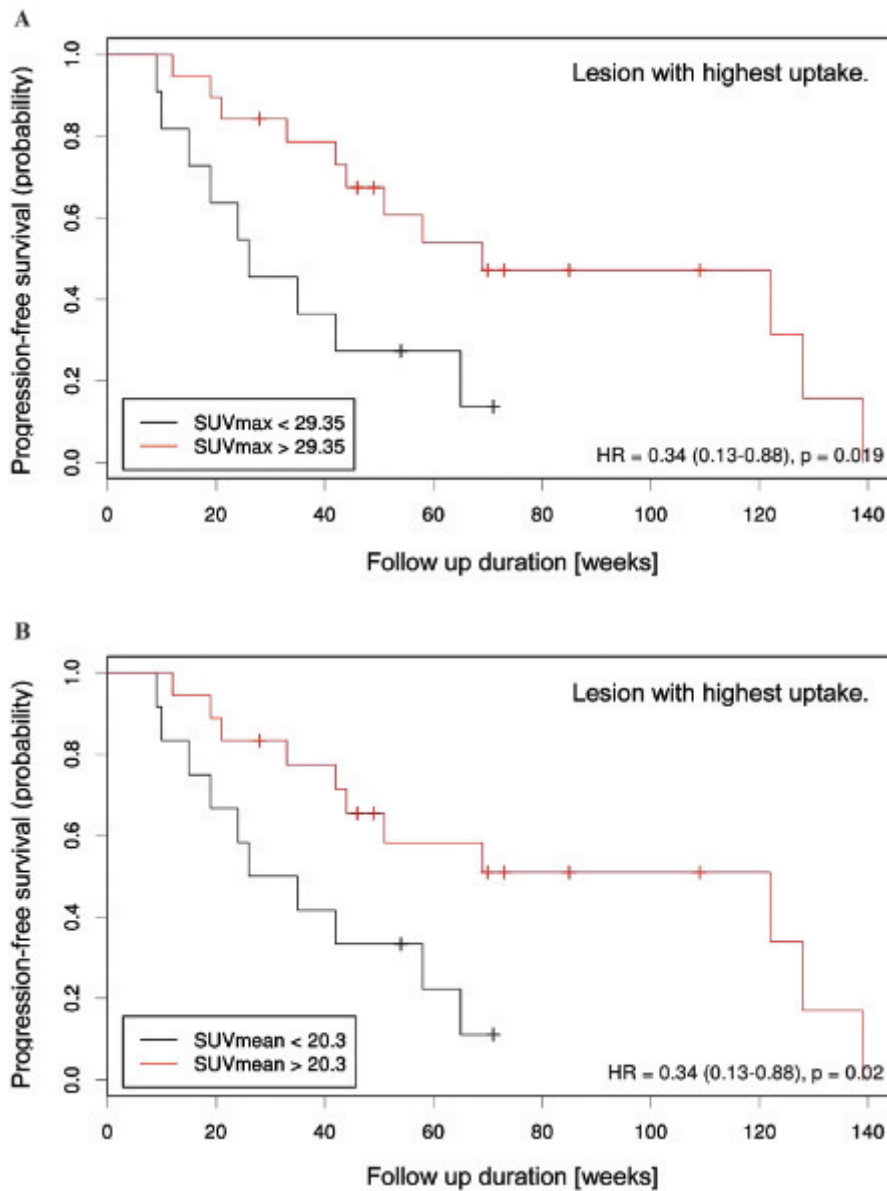 A
Lesion with highest uptake.
Progression-free survival (probability)
1.0
0.8
0.6
0.4
0.2
0.0
SUVmax < 29.35
SUVmax > 29.35
HR = 0.34 (0.13-0.88), p = 0.019
0 20 40 60 80 100 120 140
Follow up duration [weeks]
B
Lesion with highest uptake.
Progression-free survival (probability)
1.0
0.8
0.6
0.4
0.2
0.0
SUVmean < 20.3
SUVmean > 20.3
HR = 0.34 (0.13-0.88), p = 0.02
0 20 40 60 80 100 120 140
Follow up duration [weeks]